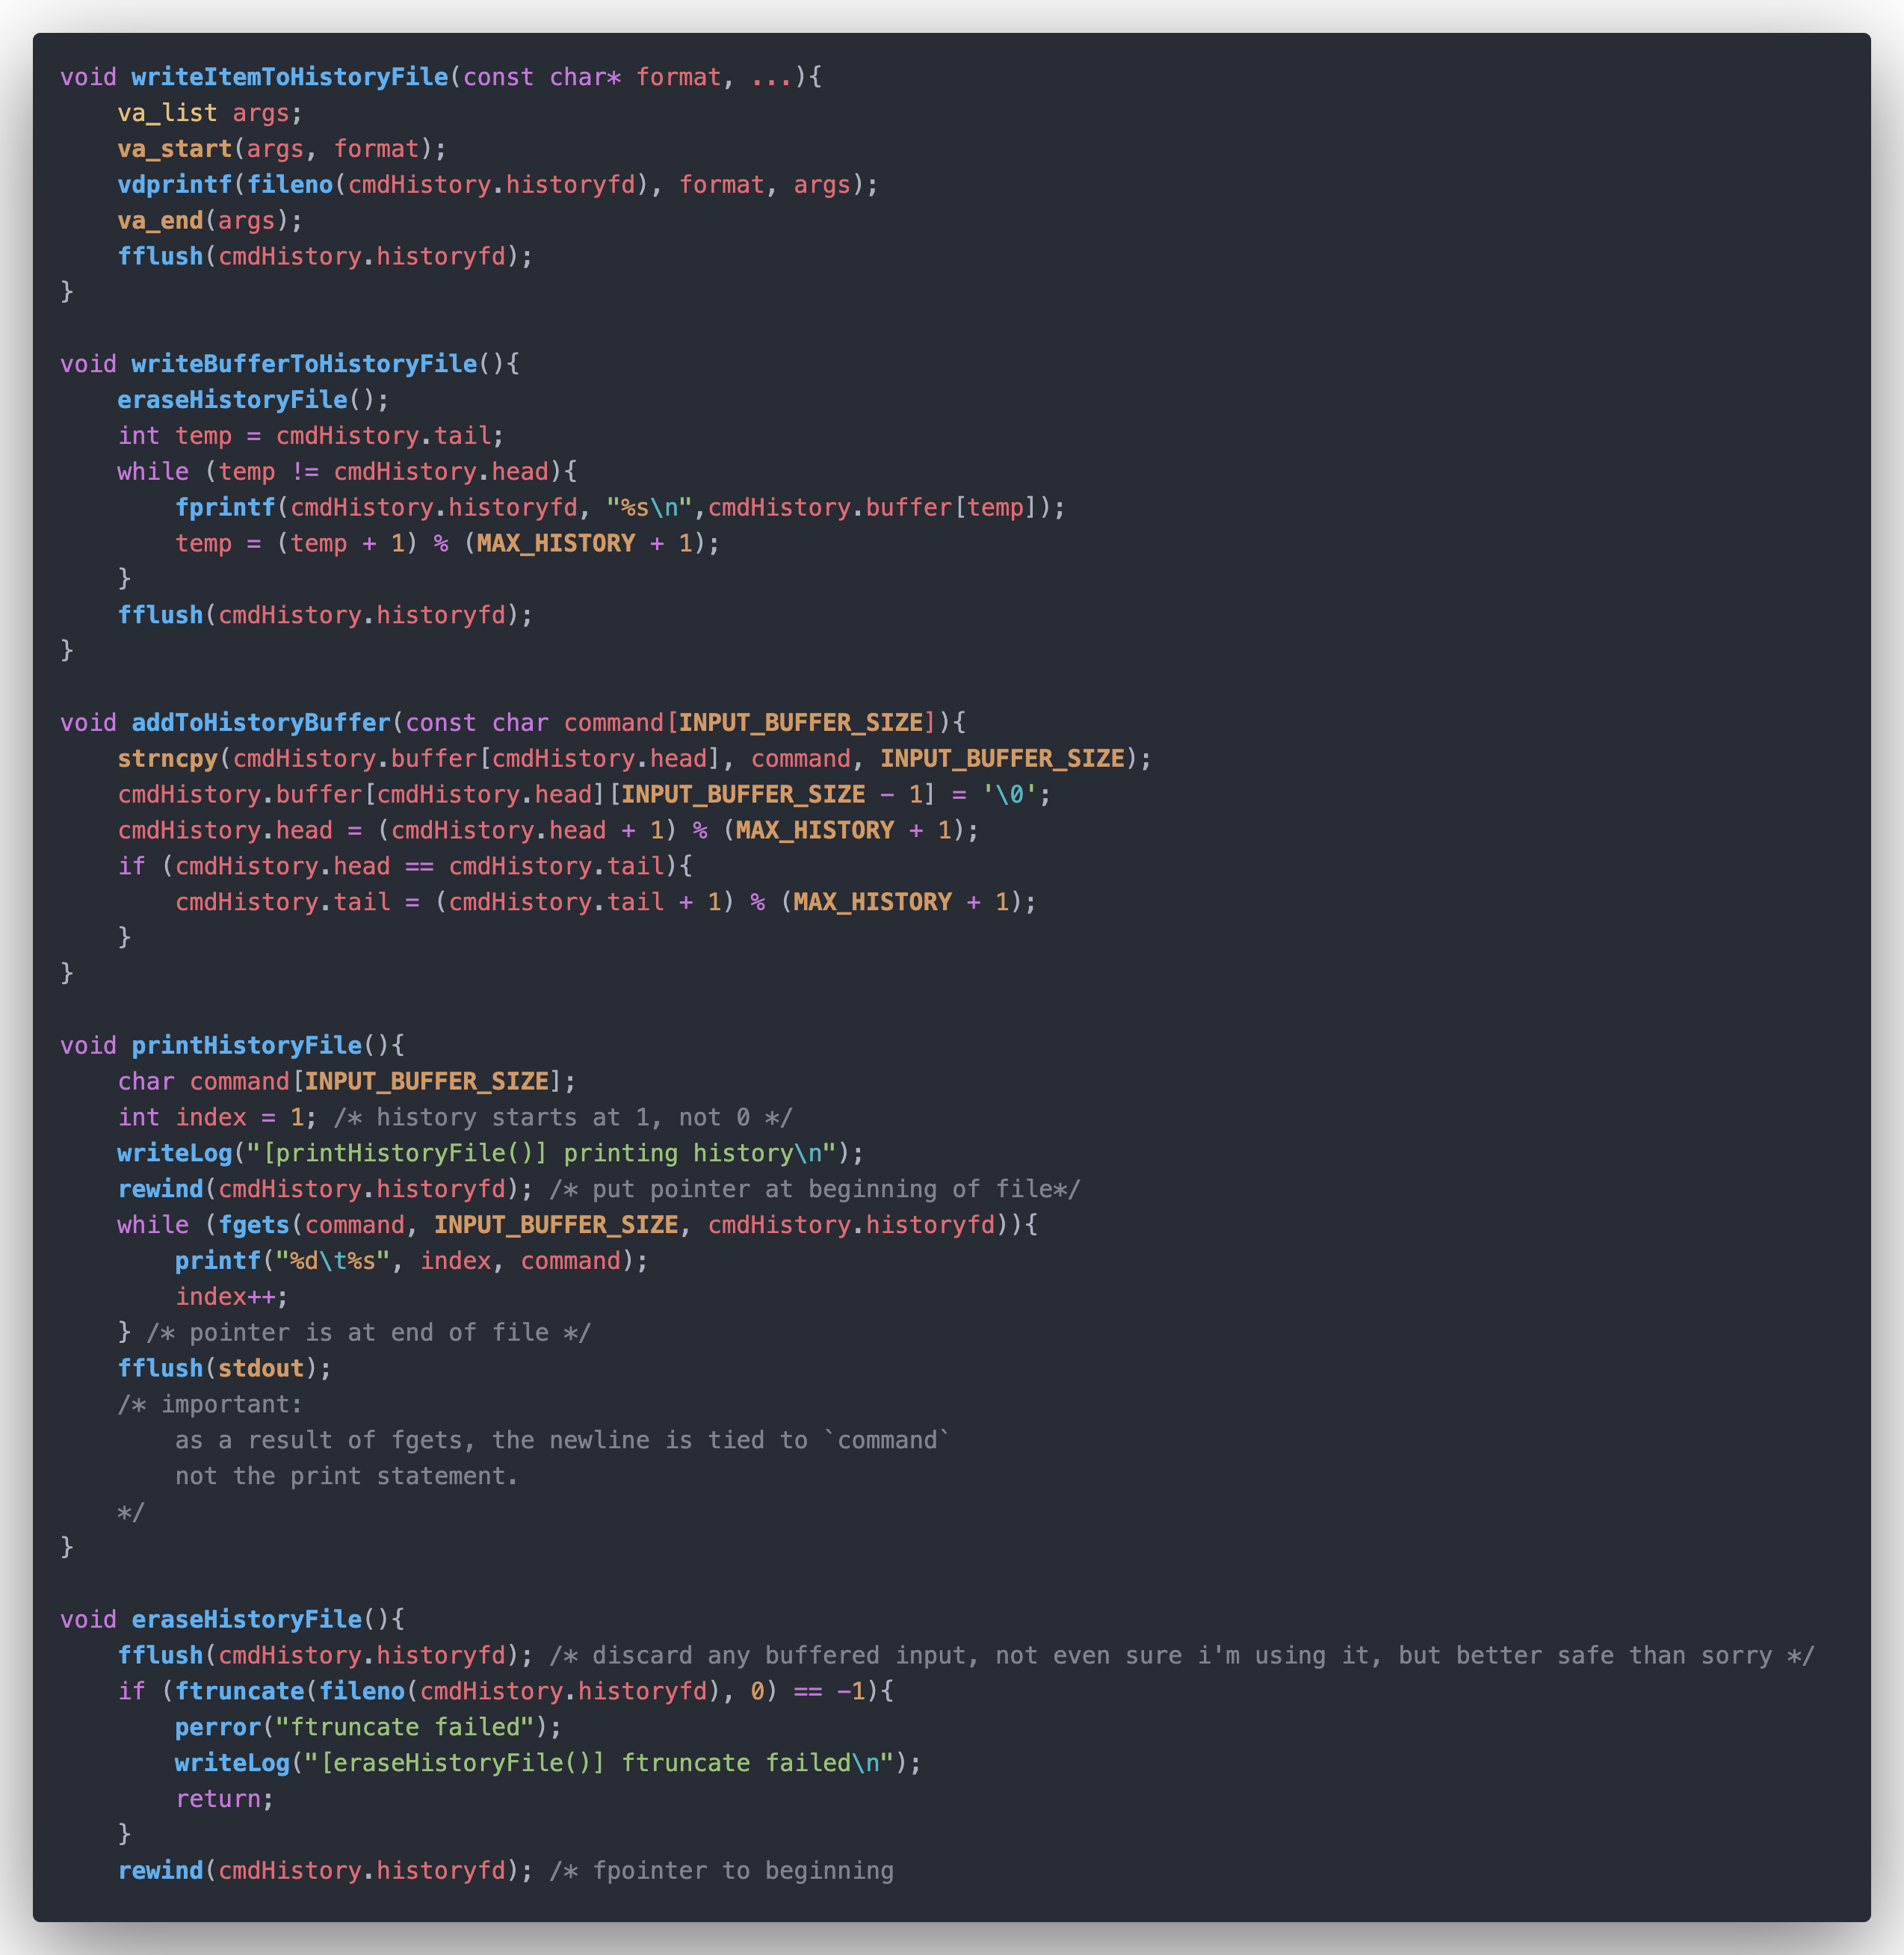 void writeItemToHistoryFile(const char* format, ...){
    va_list args;
    va_start(args, format);
    vdprintf(fileno(cmdHistory.historyfd), format, args);
    va_end(args);
    fflush(cmdHistory.historyfd);
}

void writeBufferToHistoryFile(){
    eraseHistoryFile();
    int temp = cmdHistory.tail;
    while (temp != cmdHistory.head){
        fprintf(cmdHistory.historyfd, "%s\n",cmdHistory.buffer[temp]);
        temp = (temp + 1) % (MAX_HISTORY + 1);
    }
    fflush(cmdHistory.historyfd);
}

void addToHistoryBuffer(const char command[INPUT_BUFFER_SIZE]){
    strncpy(cmdHistory.buffer[cmdHistory.head], command, INPUT_BUFFER_SIZE);
    cmdHistory.buffer[cmdHistory.head][INPUT_BUFFER_SIZE - 1] = '\0';
    cmdHistory.head = (cmdHistory.head + 1) % (MAX_HISTORY + 1);
    if (cmdHistory.head == cmdHistory.tail){
        cmdHistory.tail = (cmdHistory.tail + 1) % (MAX_HISTORY + 1);
    }
}

void printHistoryFile(){
    char command[INPUT_BUFFER_SIZE];
    int index = 1; /* history starts at 1, not 0 */
    writeLog("[printHistoryFile()] printing history\n");
    rewind(cmdHistory.historyfd); /* put pointer at beginning of file*/
    while (fgets(command, INPUT_BUFFER_SIZE, cmdHistory.historyfd)){
        printf("%d\t%s", index, command);
        index++;
    } /* pointer is at end of file */
    fflush(stdout);
    /* important:
        as a result of fgets, the newline is tied to `command`
        not the print statement.
    */
}

void eraseHistoryFile(){
    fflush(cmdHistory.historyfd); /* discard any buffered input, not even sure i'm using it, but better safe than sorry */
    if (ftruncate(fileno(cmdHistory.historyfd), 0) == -1){
        perror("ftruncate failed");
        writeLog("[eraseHistoryFile()] ftruncate failed\n");
        return;
    }
    rewind(cmdHistory.historyfd); /* fpointer to beginning